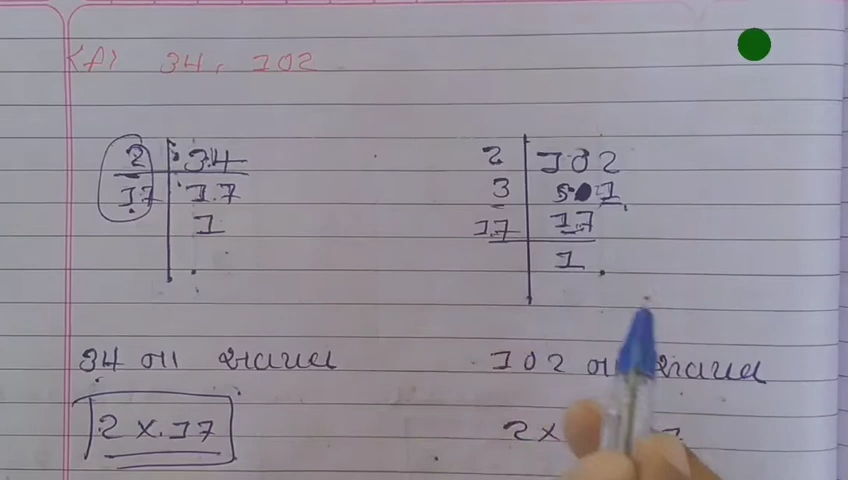 (A) 34, 102
2 34
17 17
1
2 102
3 51
17 17
1
34 ના અવયવ
2 × 17
102 અવયવ
2 ×